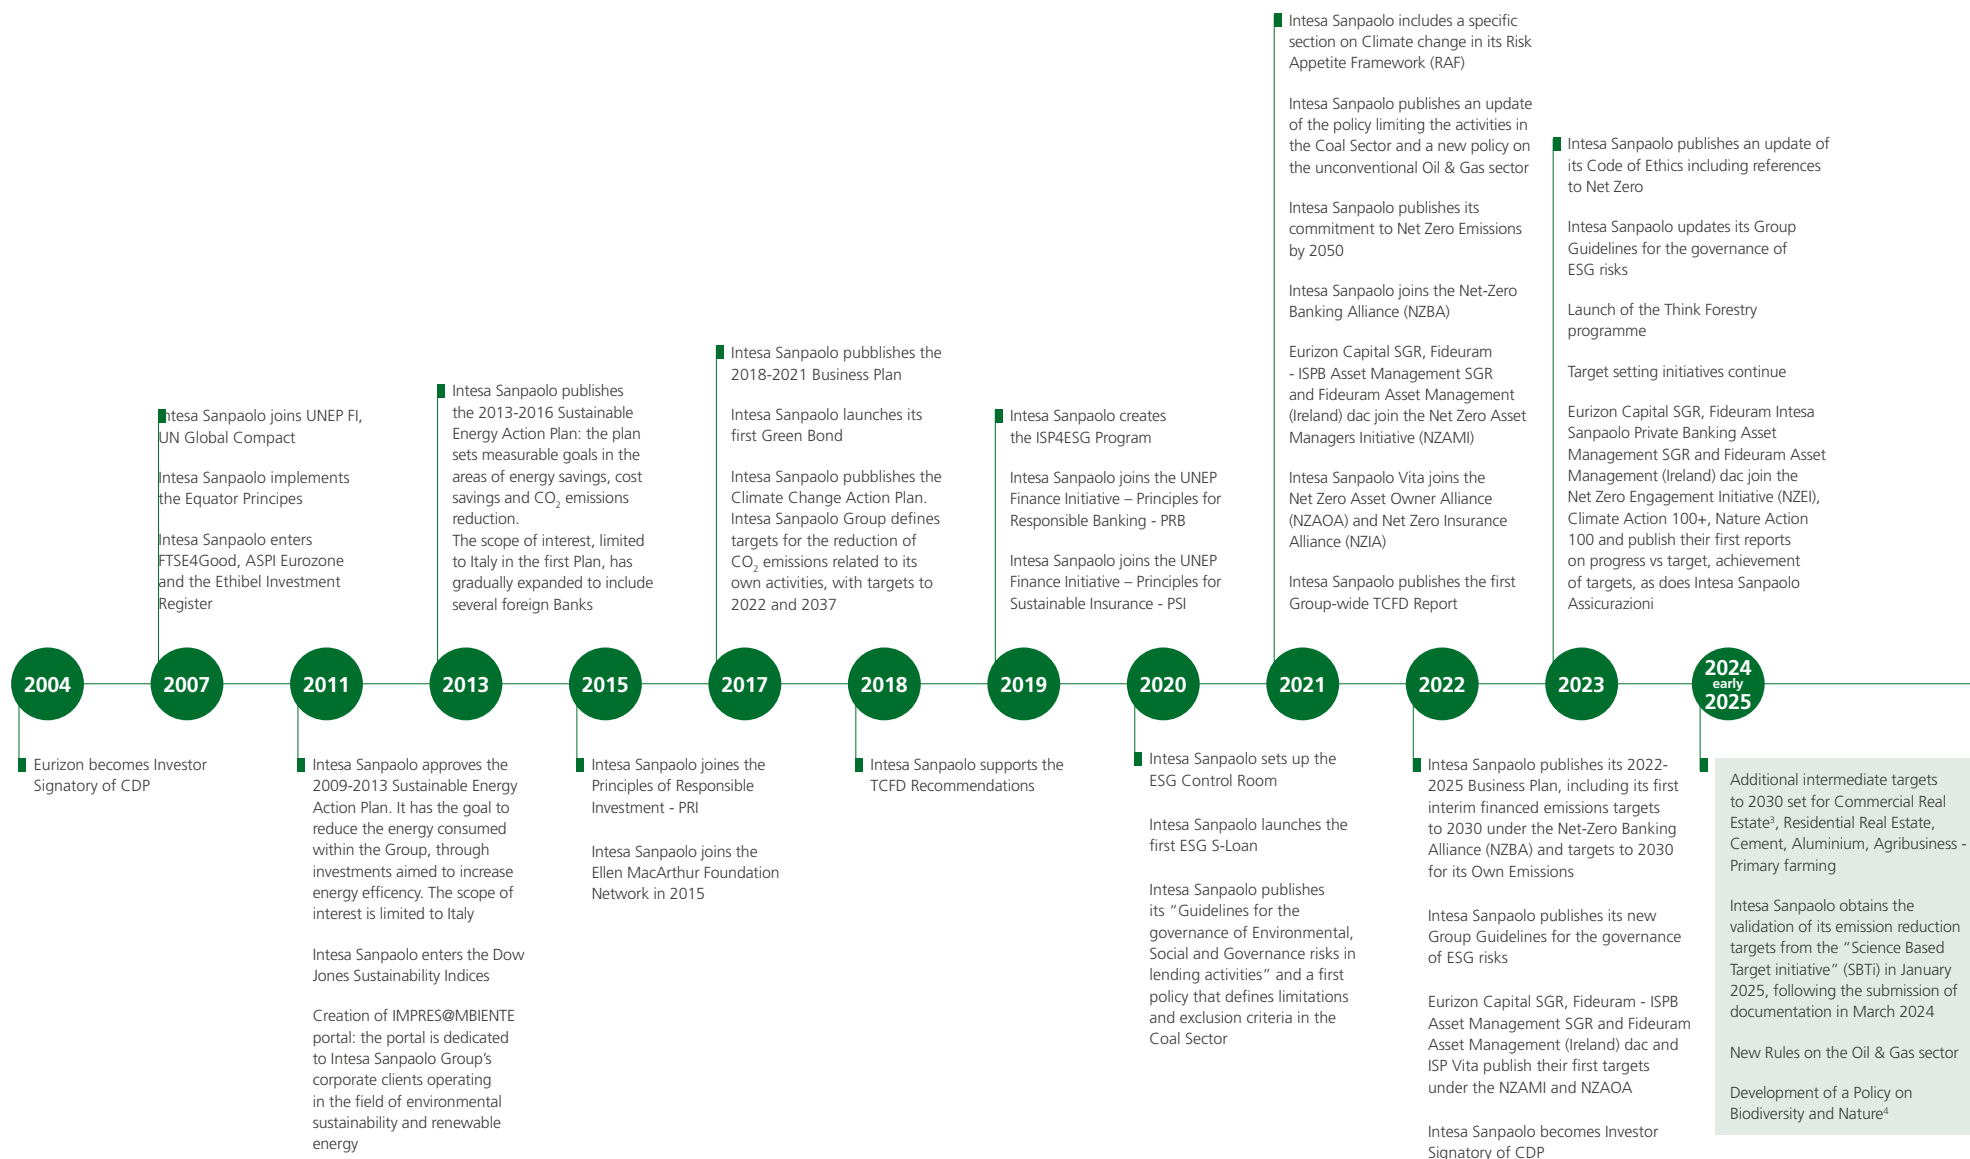 Intesa Sanpaolo includes a specific
section on Climate change in its Risk
Appetite Framework (RAF)
Intesa Sanpaolo publishes an update
of the policy limiting the activities in
the Coal Sector and a new policy on
the unconventional Oil & Gas sector
Intesa Sanpaolo publishes its
commitment to Net Zero Emissions
by 2050
Intesa Sanpaolo joins the Net-Zero
Banking Alliance (NZBA)
Eurizon Capital SGR, Fideuram
- ISPB Asset Management SGR
and Fideuram Asset Management
(Ireland) dac join the Net Zero Asset
Managers Initiative (NZAMI)
Intesa Sanpaolo Vita joins the
Net Zero Asset Owner Alliance
(NZAOA) and Net Zero Insurance
Alliance (NZIA)
Intesa Sanpaolo publishes the first
Group-wide TCFD Report
Intesa Sanpaolo publishes an update of
its Code of Ethics including references
to Net Zero
Intesa Sanpaolo updates its Group
Guidelines for the governance of
ESG risks
Launch of the Think Forestry
programme
Target setting initiatives continue
Eurizon Capital SGR, Fideuram Intesa
Sanpaolo Private Banking Asset
Management SGR and Fideuram Asset
Management (Ireland) dac join the
Net Zero Engagement Initiative (NZEI),
Climate Action 100+, Nature Action
100 and publish their first reports
on progress vs target, achievement
of targets, as does Intesa Sanpaolo
Assicurazioni
Intesa Sanpaolo pubblishes the
2018-2021 Business Plan
Intesa Sanpaolo launches its
first Green Bond
Intesa Sanpaolo pubblishes the
Climate Change Action Plan.
Intesa Sanpaolo Group defines
targets for the reduction of
CO₂ emissions related to its
own activities, with targets to
2022 and 2037
Intesa Sanpaolo publishes
the 2013-2016 Sustainable
Energy Action Plan: the plan
sets measurable goals in the
areas of energy savings, cost
savings and CO₂ emissions
reduction.
The scope of interest, limited
to Italy in the first Plan, has
gradually expanded to include
several foreign Banks
Intesa Sanpaolo joins UNEP FI,
UN Global Compact
Intesa Sanpaolo implements
the Equator Principes
Intesa Sanpaolo enters
FTSE4Good, ASPI Eurozone
and the Ethibel Investment
Register
Intesa Sanpaolo creates
the ISP4ESG Program
Intesa Sanpaolo joins the UNEP
Finance Initiative – Principles for
Responsible Banking - PRB
Intesa Sanpaolo joins the UNEP
Finance Initiative – Principles for
Sustainable Insurance - PSI
2004
2007
2011
2013
2015
2017
2018
2019
2020
2021
2022
2023
2024
early
2025
Eurizon becomes Investor
Signatory of CDP
Intesa Sanpaolo approves the
2009-2013 Sustainable Energy
Action Plan. It has the goal to
reduce the energy consumed
within the Group, through
investments aimed to increase
energy efficency. The scope of
interest is limited to Italy
Intesa Sanpaolo enters the Dow
Jones Sustainability Indices
Creation of IMPRES@MBIENTE
portal: the portal is dedicated
to Intesa Sanpaolo Group's
corporate clients operating
in the field of environmental
sustainability and renewable
energy
Intesa Sanpaolo joines the
Principles of Responsible
Investment - PRI
Intesa Sanpaolo joins the
Ellen MacArthur Foundation
Network in 2015
Intesa Sanpaolo supports the
TCFD Recommendations
Intesa Sanpaolo sets up the
ESG Control Room
Intesa Sanpaolo launches the
first ESG S-Loan
Intesa Sanpaolo publishes
its “Guidelines for the
governance of Environmental,
Social and Governance risks in
lending activities” and a first
policy that defines limitations
and exclusion criteria in the
Coal Sector
Intesa Sanpaolo publishes its 2022-
2025 Business Plan, including its first
interim financed emissions targets
to 2030 under the Net-Zero Banking
Alliance (NZBA) and targets to 2030
for its Own Emissions
Intesa Sanpaolo publishes its new
Group Guidelines for the governance
of ESG risks
Eurizon Capital SGR, Fideuram - ISPB
Asset Management SGR and Fideuram
Asset Management (Ireland) dac and
ISP Vita publish their first targets
under the NZAMI and NZAOA
Intesa Sanpaolo becomes Investor
Signatory of CDP
Additional intermediate targets
to 2030 set for Commercial Real
Estate³, Residential Real Estate,
Cement, Aluminium, Agribusiness -
Primary farming
Intesa Sanpaolo obtains the
validation of its emission reduction
targets from the “Science Based
Target initiative” (SBTi) in January
2025, following the submission of
documentation in March 2024
New Rules on the Oil & Gas sector
Development of a Policy on
Biodiversity and Nature⁴